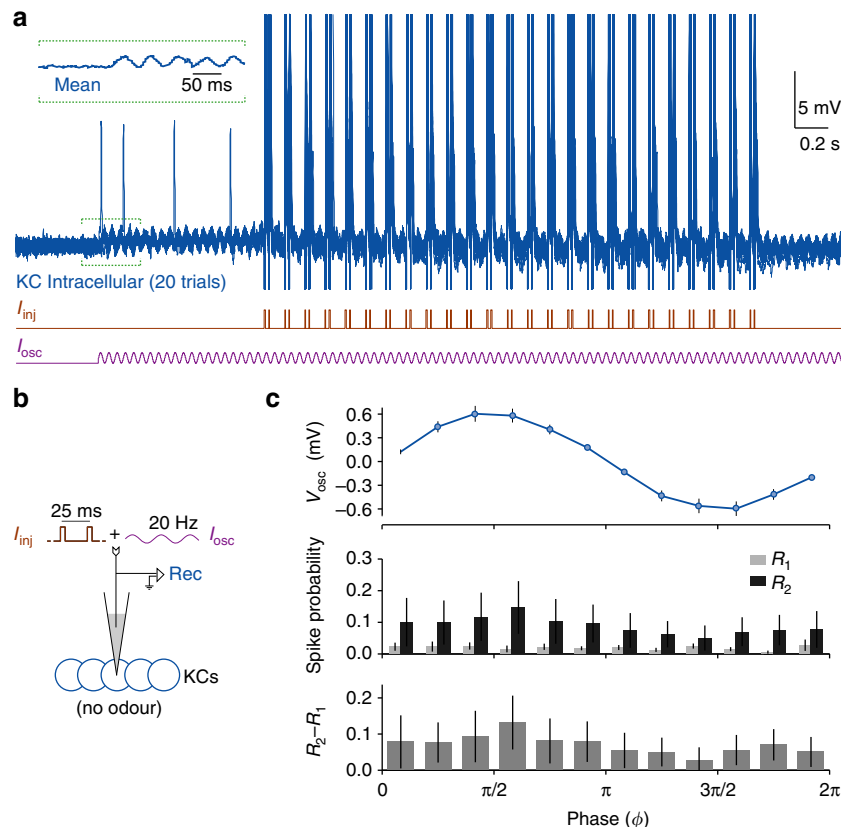 a
Mean
50 ms
5 mV
0.2 s
KC Intracellular (20 trials)
I_inj
I_osc
b
25 ms
20 Hz
I_inj
+
I_osc
Rec
KCs
(no odour)
c
V_osc (mV)
0.6
0.3
0.0
−0.3
−0.6
Spike probability
0.3
0.2
0.1
0.0
R_1
R_2
R_2–R_1
0.2
0.1
0.0
0 π/2 π 3π/2 2π
Phase (ϕ)